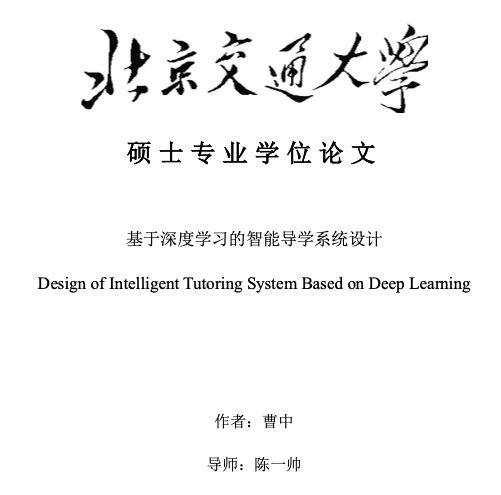 北京交通大學
硕士专业学位论文
基于深度学习的智能导学系统设计
Design of Intelligent Tutoring System Based on Deep Learning
作者：曹中
导师：陈一帅